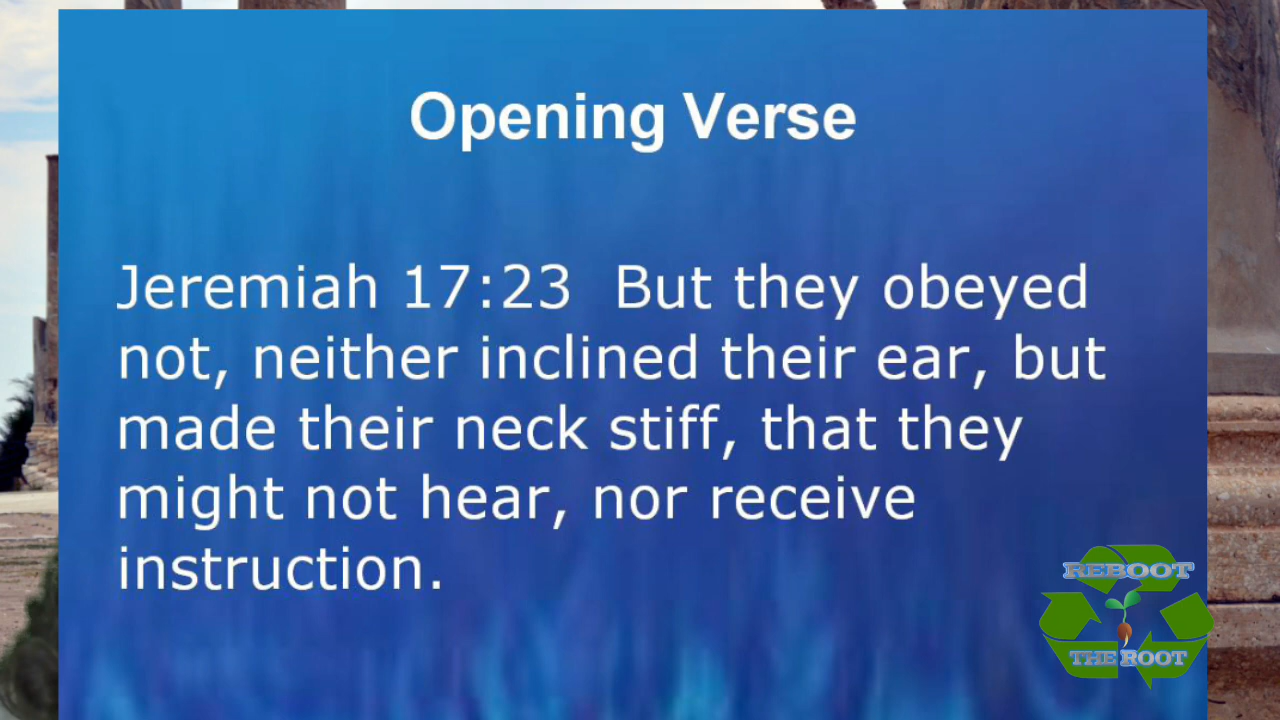 Opening Verse
Jeremiah 17:23  But they obeyed
not, neither inclined their ear, but
made their neck stiff, that they
might not hear, nor receive
instruction.
REBOOT
THE ROOT